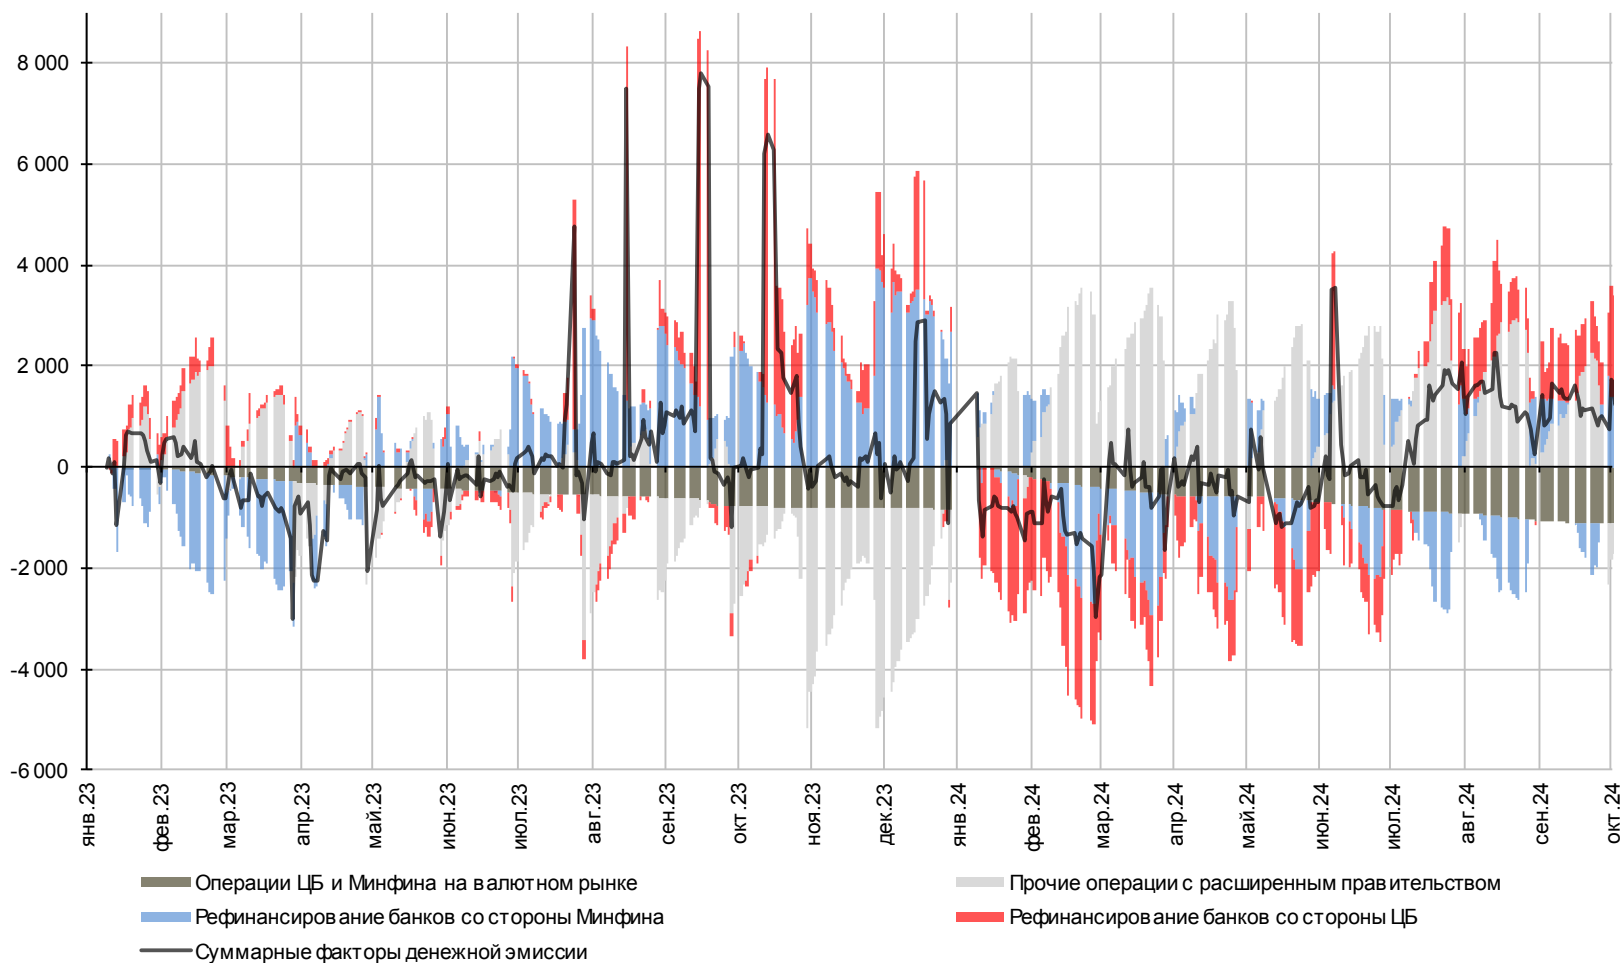 8 000
6 000
4 000
2 000
0
-2 000
-4 000
-6 000
янв.23
фев.23
мар.23
апр.23
май.23
июн.23
июл.23
авг.23
сен.23
окт.23
ноя.23
дек.23
янв.24
фев.24
мар.24
апр.24
май.24
июн.24
июл.24
авг.24
сен.24
окт.24
Операции ЦБ и Минфина на валютном рынке
Прочие операции с расширенным правительством
Рефинансирование банков со стороны Минфина
Рефинансирование банков со стороны ЦБ
Суммарные факторы денежной эмиссии